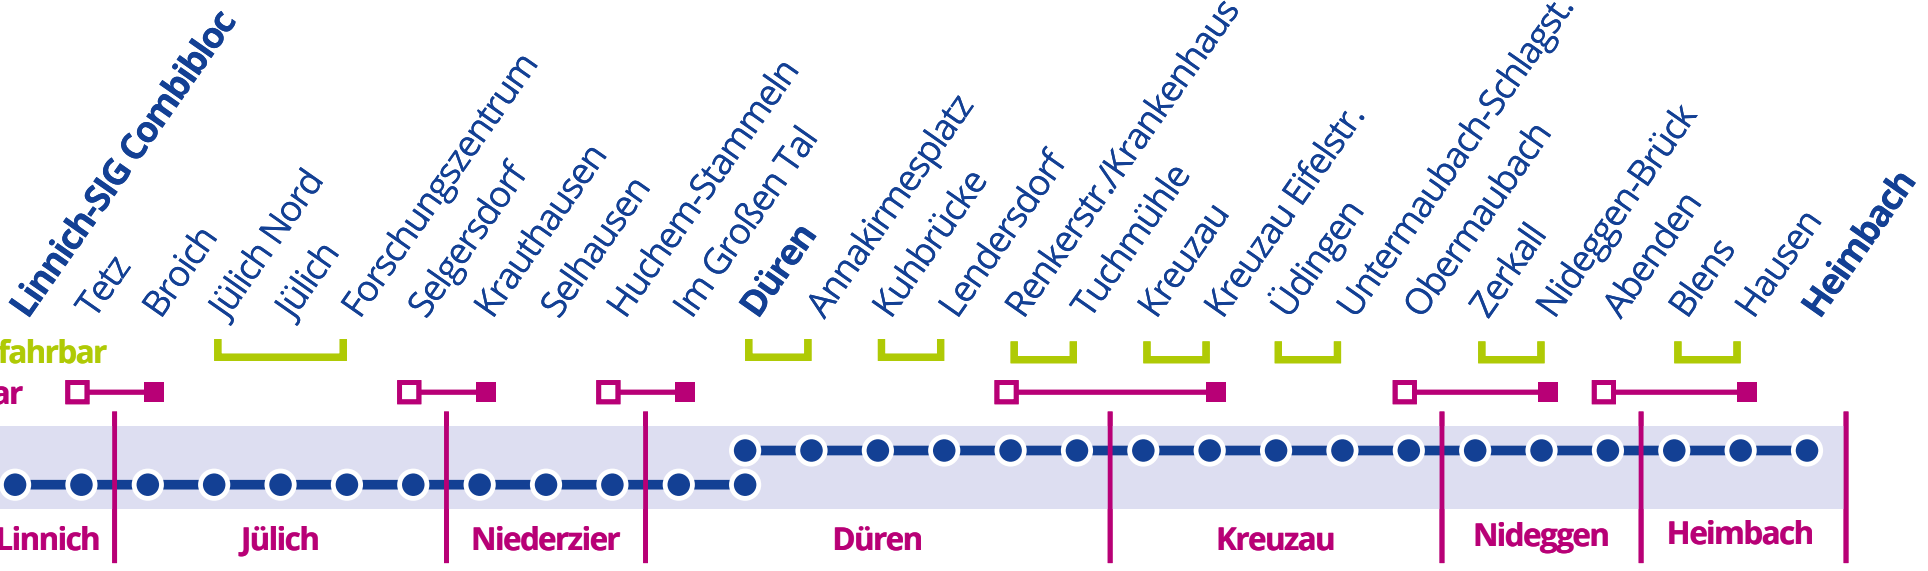 Linnich-SIG Combibloc
Tetz
Broich
Jülich Nord
Jülich
Forschungszentrum
Selgersdorf
Krauthausen
Selhausen
Huchem-Stammeln
Im Großen Tal
Düren
Annakirmesplatz
Kuhbrücke
Lendersdorf
Renkerstr./Krankenhaus
Tuchmühle
Kreuzau
Kreuzau Eifelstr.
Üdingen
Untermaubach-Schlagst.
Obermaubach
Zerkall
Nideggen-Brück
Abenden
Blens
Hausen
Heimbach
fahrbar
ar
Linnich
Jülich
Niederzier
Düren
Kreuzau
Nideggen
Heimbach